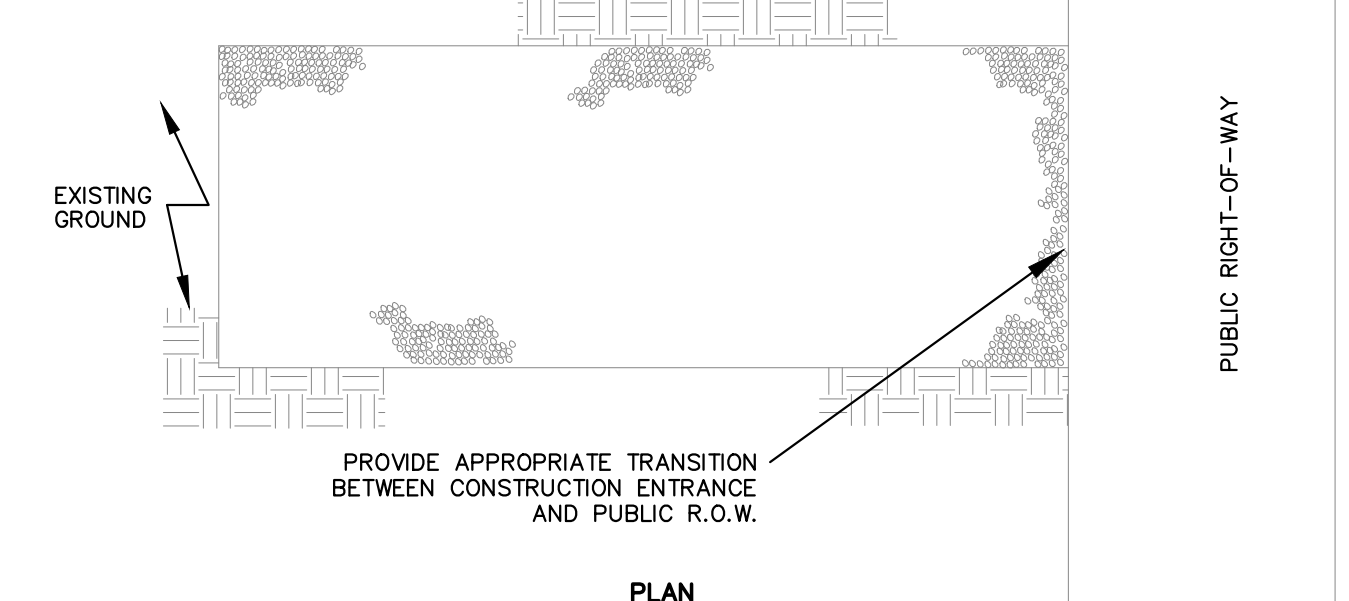 EXISTING
GROUND
PUBLIC RIGHT-OF-WAY
PROVIDE APPROPRIATE TRANSITION
BETWEEN CONSTRUCTION ENTRANCE
AND PUBLIC R.O.W.
PLAN